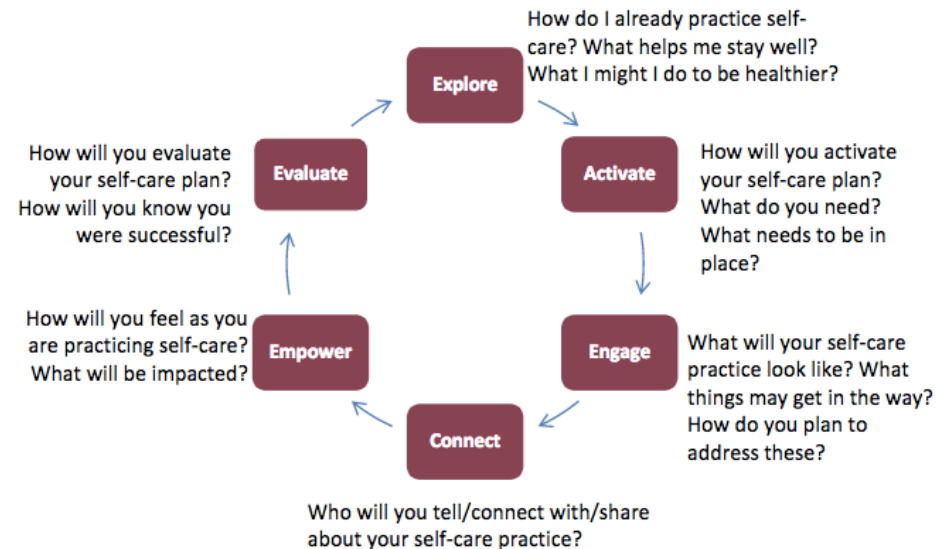 Explore
How do I already practice self-
care? What helps me stay well?
What I might I do to be healthier?
Activate
How will you activate
your self-care plan?
What do you need?
What needs to be in
place?
Engage
What will your self-care
practice look like? What
things may get in the way?
How do you plan to
address these?
Connect
Who will you tell/connect with/share
about your self-care practice?
Empower
How will you feel as you
are practicing self-care?
What will be impacted?
Evaluate
How will you evaluate
your self-care plan?
How will you know you
were successful?